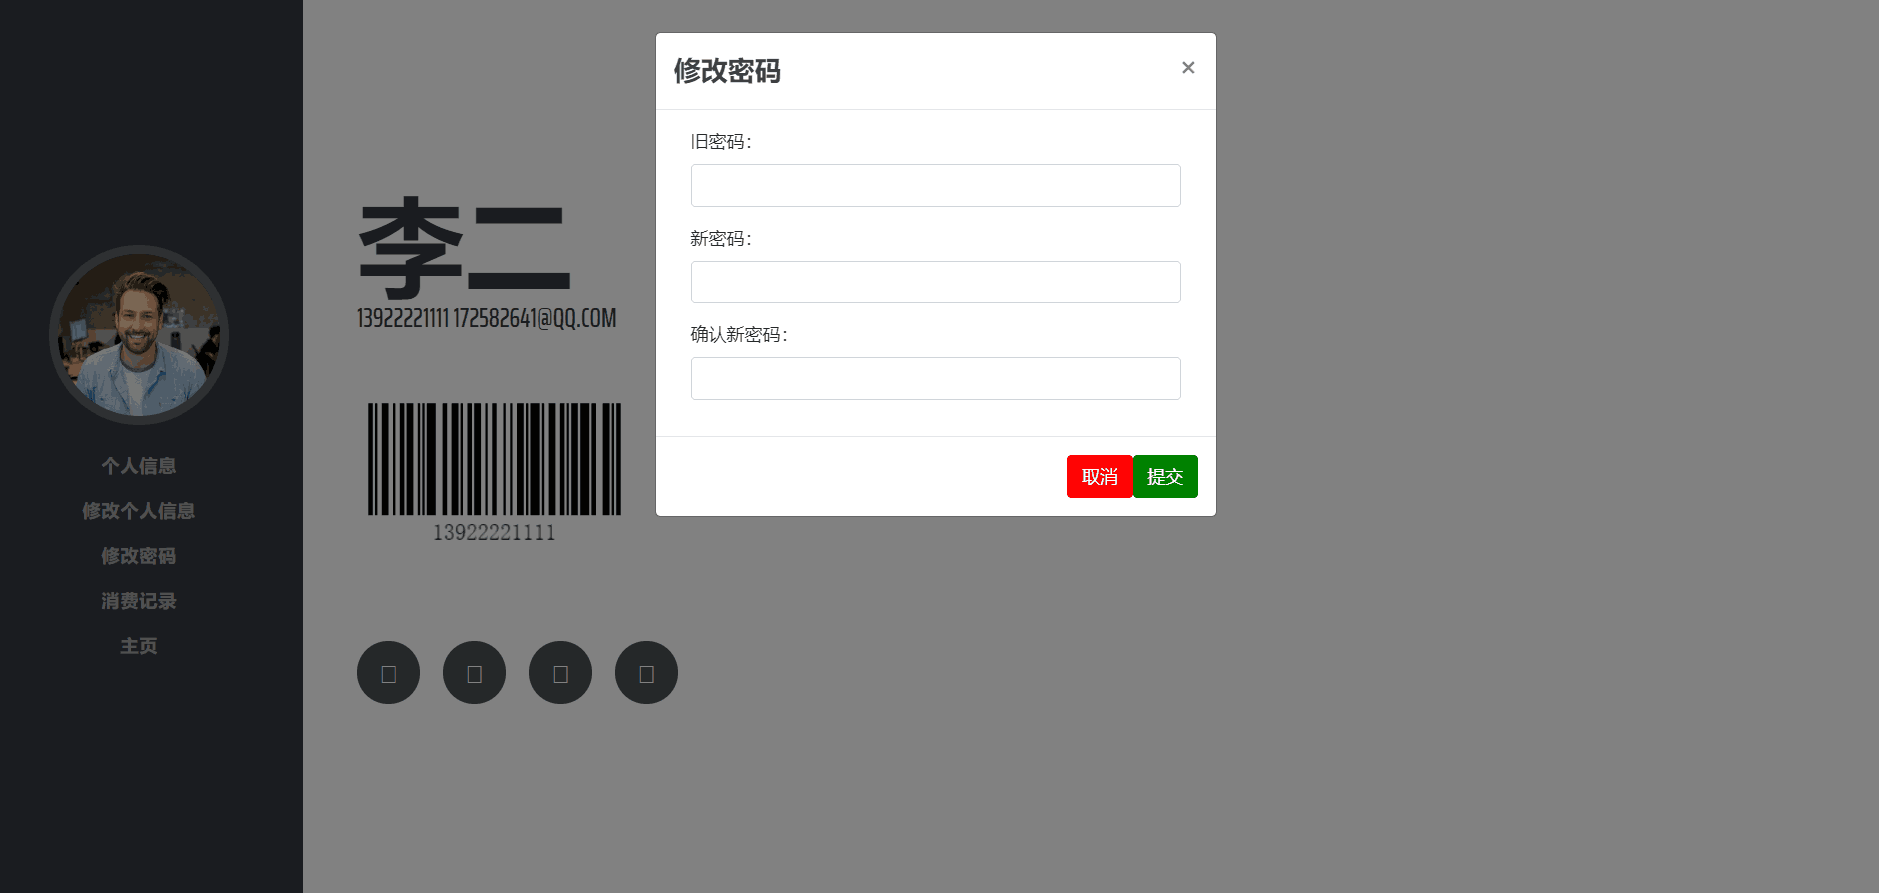 个人信息
修改个人信息
修改密码
消费记录
主页
李二
13922221111 172582641@QQ.COM
13922221111
修改密码
×
旧密码：
新密码：
确认新密码：
取消
提交